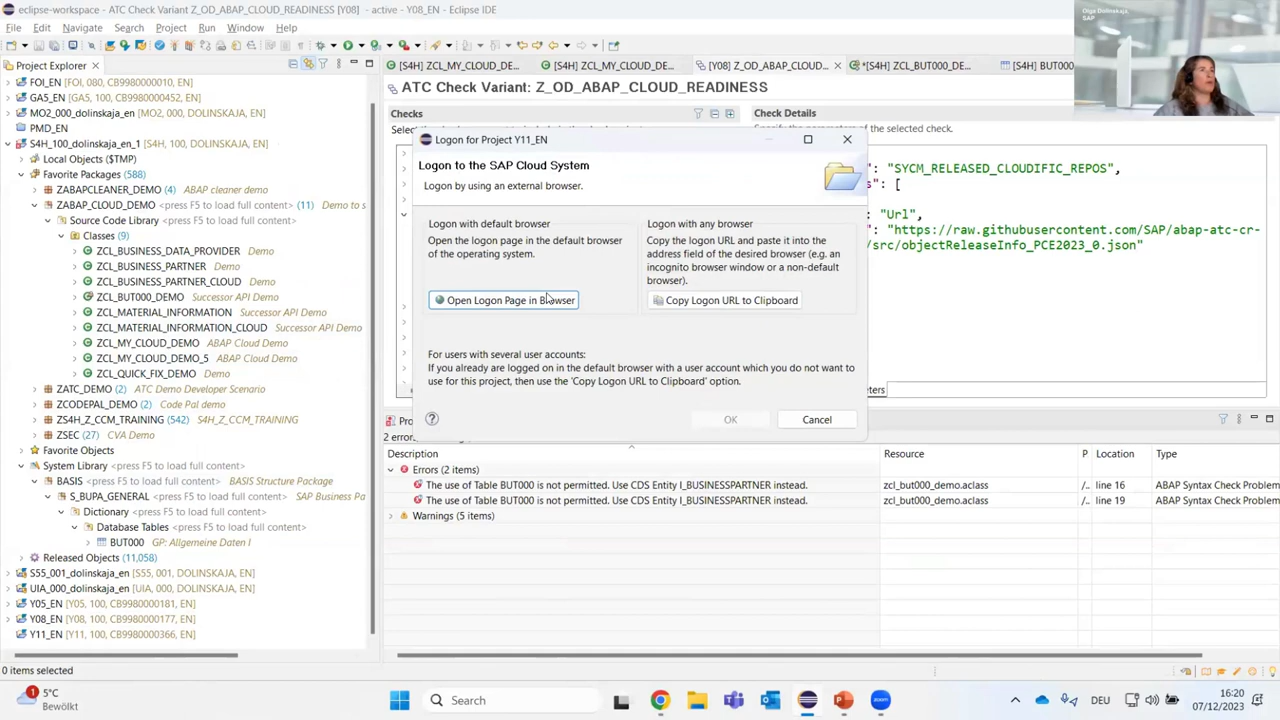 eclipse-workspace - ATC Check Variant: Z_OD_ABAP_CLOUD_READINESS [Y08] - active - Y08_EN - Eclipse IDE
File Edit Navigate Search Project Run Window Help
Olga Dolinskaja,
SAP
Project Explorer
FOI_EN [FOI, 080, CB9980000010, EN]
GA5_EN [GA5, 100, CB9980000452, EN]
MO2_000_dolinskaja_en [MO2, 000, DOLINSKAJA, EN]
PMD_EN
S4H_100_dolinskaja_en_1 [S4H, 100, DOLINSKAJA, EN]
Local Objects ($TMP)
Favorite Packages (588)
ZABAPCLEANER_DEMO (4) ABAP cleaner demo
ZABAP_CLOUD_DEMO <press F5 to load full content> (11) Demo to s
Source Code Library <press F5 to load full content>
Classes (9)
ZCL_BUSINESS_DATA_PROVIDER Demo
ZCL_BUSINESS_PARTNER Demo
ZCL_BUSINESS_PARTNER_CLOUD Demo
ZCL_BUT000_DEMO Successor API Demo
ZCL_MATERIAL_INFORMATION Successor API Demo
ZCL_MATERIAL_INFORMATION_CLOUD Successor API Demo
ZCL_MY_CLOUD_DEMO ABAP Cloud Demo
ZCL_MY_CLOUD_DEMO_5 ABAP Cloud Demo
ZCL_QUICK_FIX_DEMO Demo
ZATC_DEMO (2) ATC Demo Developer Scenario
ZCODEPAL_DEMO (2) Code Pal demo
ZS4H_Z_CCM_TRAINING (542) S4H_Z_CCM_TRAINING
ZSEC (27) CVA Demo
Favorite Objects
System Library <press F5 to load full content>
BASIS <press F5 to load full content> BASIS Structure Package
S_BUPA_GENERAL <press F5 to load full content> SAP Business Pa
Dictionary <press F5 to load full content>
Database Tables <press F5 to load full content>
BUT000 GP: Allgemeine Daten I
Released Objects (11,058)
S55_001_dolinskaja_en [S55, 001, DOLINSKAJA, EN]
UIA_000_dolinskaja_en [UIA, 000, DOLINSKAJA, EN]
Y05_EN [Y05, 100, CB9980000181, EN]
Y08_EN [Y08, 100, CB9980000177, EN]
Y11_EN [Y11, 100, CB9980000366, EN]
0 items selected
[S4H] ZCL_MY_CLOUD_DE... [S4H] ZCL_MY_CLOUD_DE... [Y08] Z_OD_ABAP_CLOUD... *[S4H] ZCL_BUT000_DE... [S4H] BUT000
ATC Check Variant: Z_OD_ABAP_CLOUD_READINESS
Checks
Check Details
": "SYCM_RELEASED_CLOUDIFIC_REPOS",
s": [
: "Url",
: "https://raw.githubusercontent.com/SAP/abap-atc-cr-
/src/objectReleaseInfo_PCE2023_0.json"
Logon for Project Y11_EN
Logon to the SAP Cloud System
Logon by using an external browser.
Logon with default browser
Open the logon page in the default browser
of the operating system.
Open Logon Page in Browser
Logon with any browser
Copy the logon URL and paste it into the
address field of the desired browser (e.g. an
incognito browser window or a non-default
browser).
Copy Logon URL to Clipboard
For users with several user accounts:
If you already are logged on in the default browser with a user account which you do not want to
use for this project, then use the 'Copy Logon URL to Clipboard' option.
OK Cancel
Description Resource P Location Type
Errors (2 items)
The use of Table BUT000 is not permitted. Use CDS Entity I_BUSINESSPARTNER instead. zcl_but000_demo.aclass /.. line 16 ABAP Syntax Check Problem
The use of Table BUT000 is not permitted. Use CDS Entity I_BUSINESSPARTNER instead. zcl_but000_demo.aclass /.. line 19 ABAP Syntax Check Problem
Warnings (5 items)
1
5°C
Bewölkt
Search
DEU
16:20
07/12/2023